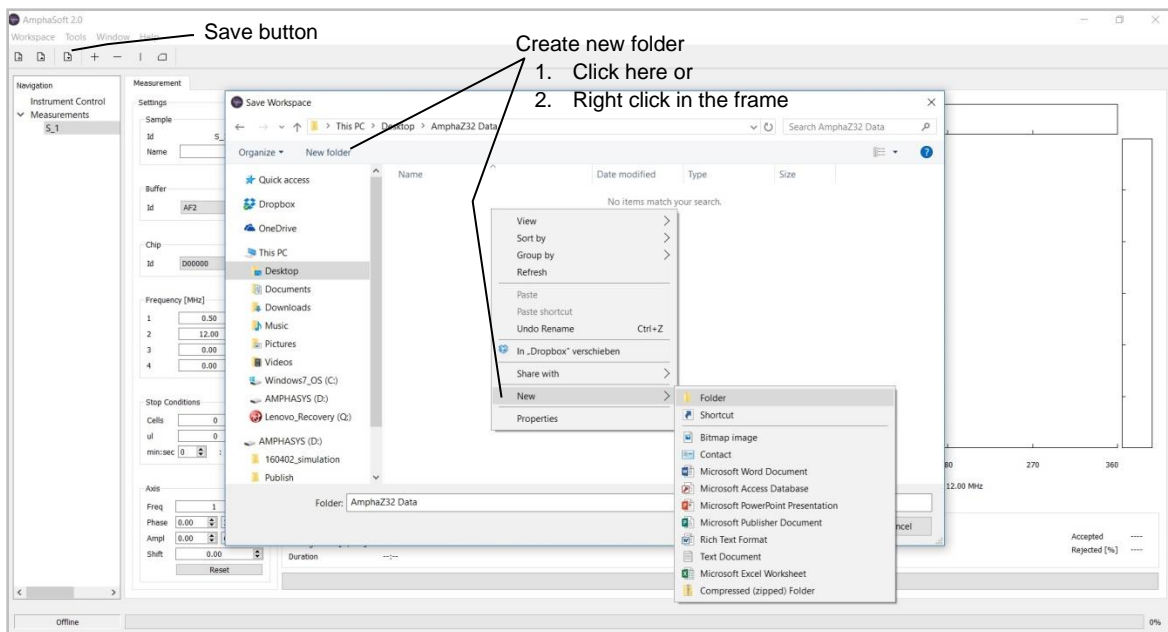 AmphaSoft 2.0
Workspace Tools Window Help
Save button
Create new folder
1. Click here or
2. Right click in the frame
Navigation
Instrument Control
Measurements
S_1
Measurement
Settings
Sample
Id S_
Name
Buffer
Id AF2
Chip
Id D00000
Frequency [MHz]
1 0.50
2 12.00
3 0.00
4 0.00
Stop Conditions
Cells 0
ul 0
min:sec 0 :
Axis
Freq 1
Phase 0.00
Ampl 0.00
Shift 0.00
Reset
Save Workspace
This PC > Desktop > AmphaZ32 Data
Search AmphaZ32 Data
Organize New folder
Name Date modified Type Size
No items match your search.
Quick access
Dropbox
OneDrive
This PC
Desktop
Documents
Downloads
Music
Pictures
Videos
Windows7_OS (C:)
AMPHASYS (D:)
Lenovo_Recovery (Q:)
AMPHASYS (D:)
160402_simulation
Publish
Folder: AmphaZ32 Data
View
Sort by
Group by
Refresh
Paste
Paste shortcut
Undo Rename Ctrl+Z
In „Dropbox“ verschieben
Share with
New
Properties
Folder
Shortcut
Bitmap image
Contact
Microsoft Word Document
Microsoft Access Database
Microsoft PowerPoint Presentation
Microsoft Publisher Document
Rich Text Format
Text Document
Microsoft Excel Worksheet
Compressed (zipped) Folder
ncel
80 270 360
12.00 MHz
Duration --:--
Accepted ----
Rejected [%] ----
Offline
0%